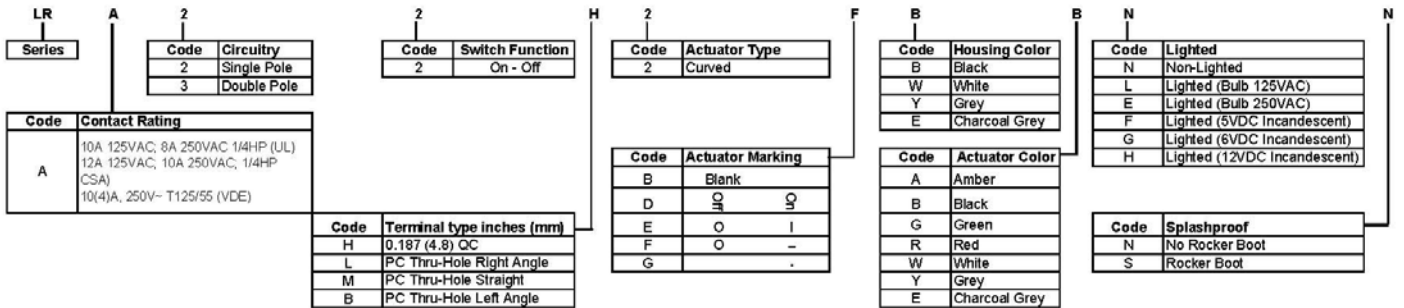 LR A 2 2 H 2 F B B N N
Series
Code Circuitry
2 Single Pole
3 Double Pole
Code Switch Function
2 On - Off
Code Actuator Type
2 Curved
Code Housing Color
B Black
W White
Y Grey
E Charcoal Grey
Code Lighted
N Non-Lighted
L Lighted (Bulb 125VAC)
E Lighted (Bulb 250VAC)
F Lighted (5VDC Incandescent)
G Lighted (6VDC Incandescent)
H Lighted (12VDC Incandescent)
Code Contact Rating
A
10A 125VAC; 8A 250VAC 1/4HP (UL)
12A 125VAC; 10A 250VAC, 1/4HP
CSA)
10(4)A, 250V~ T125/55 (VDE)
Code Terminal type inches (mm)
H 0.187 (4.8) QC
L PC Thru-Hole Right Angle
M PC Thru-Hole Straight
B PC Thru-Hole Left Angle
Code Actuator Marking
B Blank
D Off On
E O I
F O –
G .
Code Actuator Color
A Amber
B Black
G Green
R Red
W White
Y Grey
E Charcoal Grey
Code Splashproof
N No Rocker Boot
S Rocker Boot